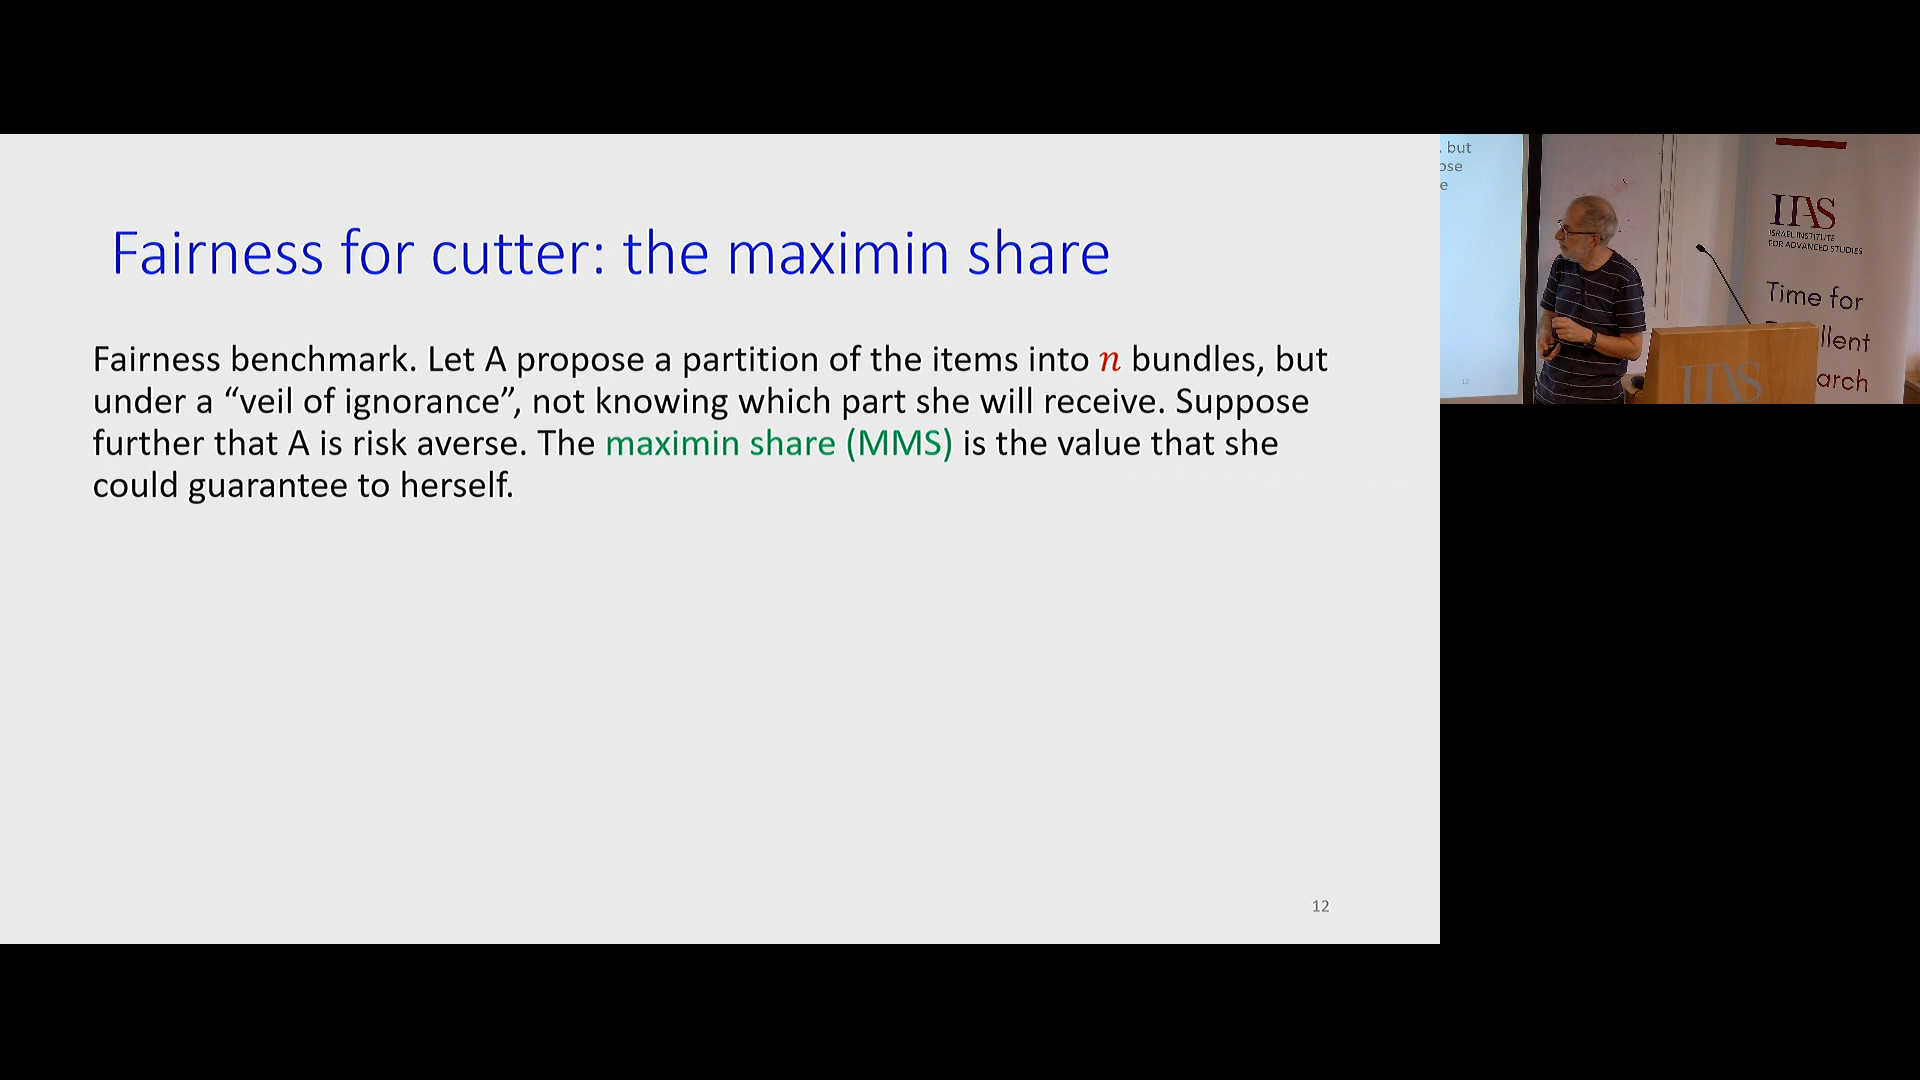 Fairness for cutter: the maximin share
Fairness benchmark. Let A propose a partition of the items into n bundles, but
under a “veil of ignorance”, not knowing which part she will receive. Suppose
further that A is risk averse. The maximin share (MMS) is the value that she
could guarantee to herself.
12
, but
ose
e
12
IIAS
ISRAEL INSTITUTE
FOR ADVANCED STUDIES
Time for
llent
arch
IIAS